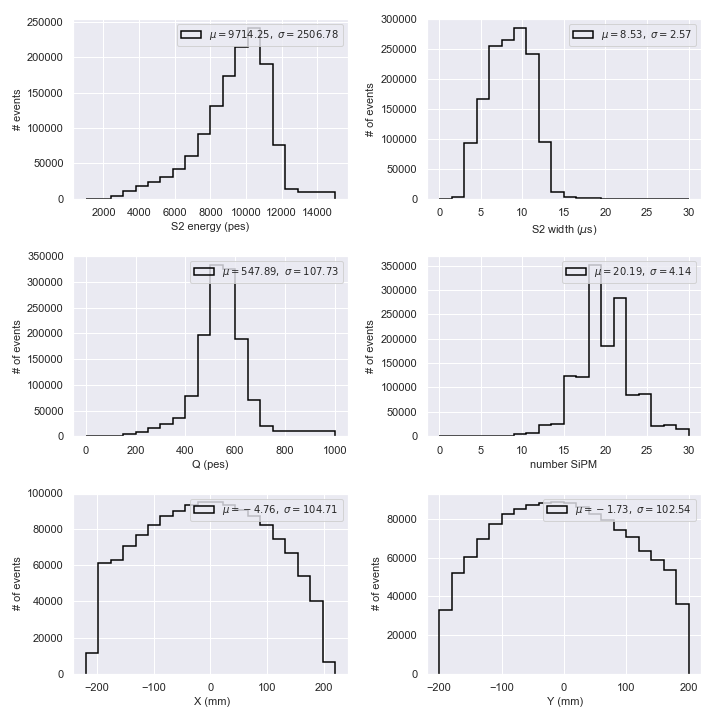 μ = 9714.25, σ = 2506.78
250000
200000
150000
100000
50000
0
# events
2000 4000 6000 8000 10000 12000 14000
S2 energy (pes)
μ = 8.53, σ = 2.57
300000
250000
200000
150000
100000
50000
0
# of events
0 5 10 15 20 25 30
S2 width (μs)
μ = 547.89, σ = 107.73
350000
300000
250000
200000
150000
100000
50000
0
# of events
0 200 400 600 800 1000
Q (pes)
μ = 20.19, σ = 4.14
350000
300000
250000
200000
150000
100000
50000
0
# of events
0 5 10 15 20 25 30
number SiPM
μ = −4.76, σ = 104.71
100000
80000
60000
40000
20000
0
# of events
−200 −100 0 100 200
X (mm)
μ = −1.73, σ = 102.54
80000
60000
40000
20000
0
# of events
−200 −100 0 100 200
Y (mm)